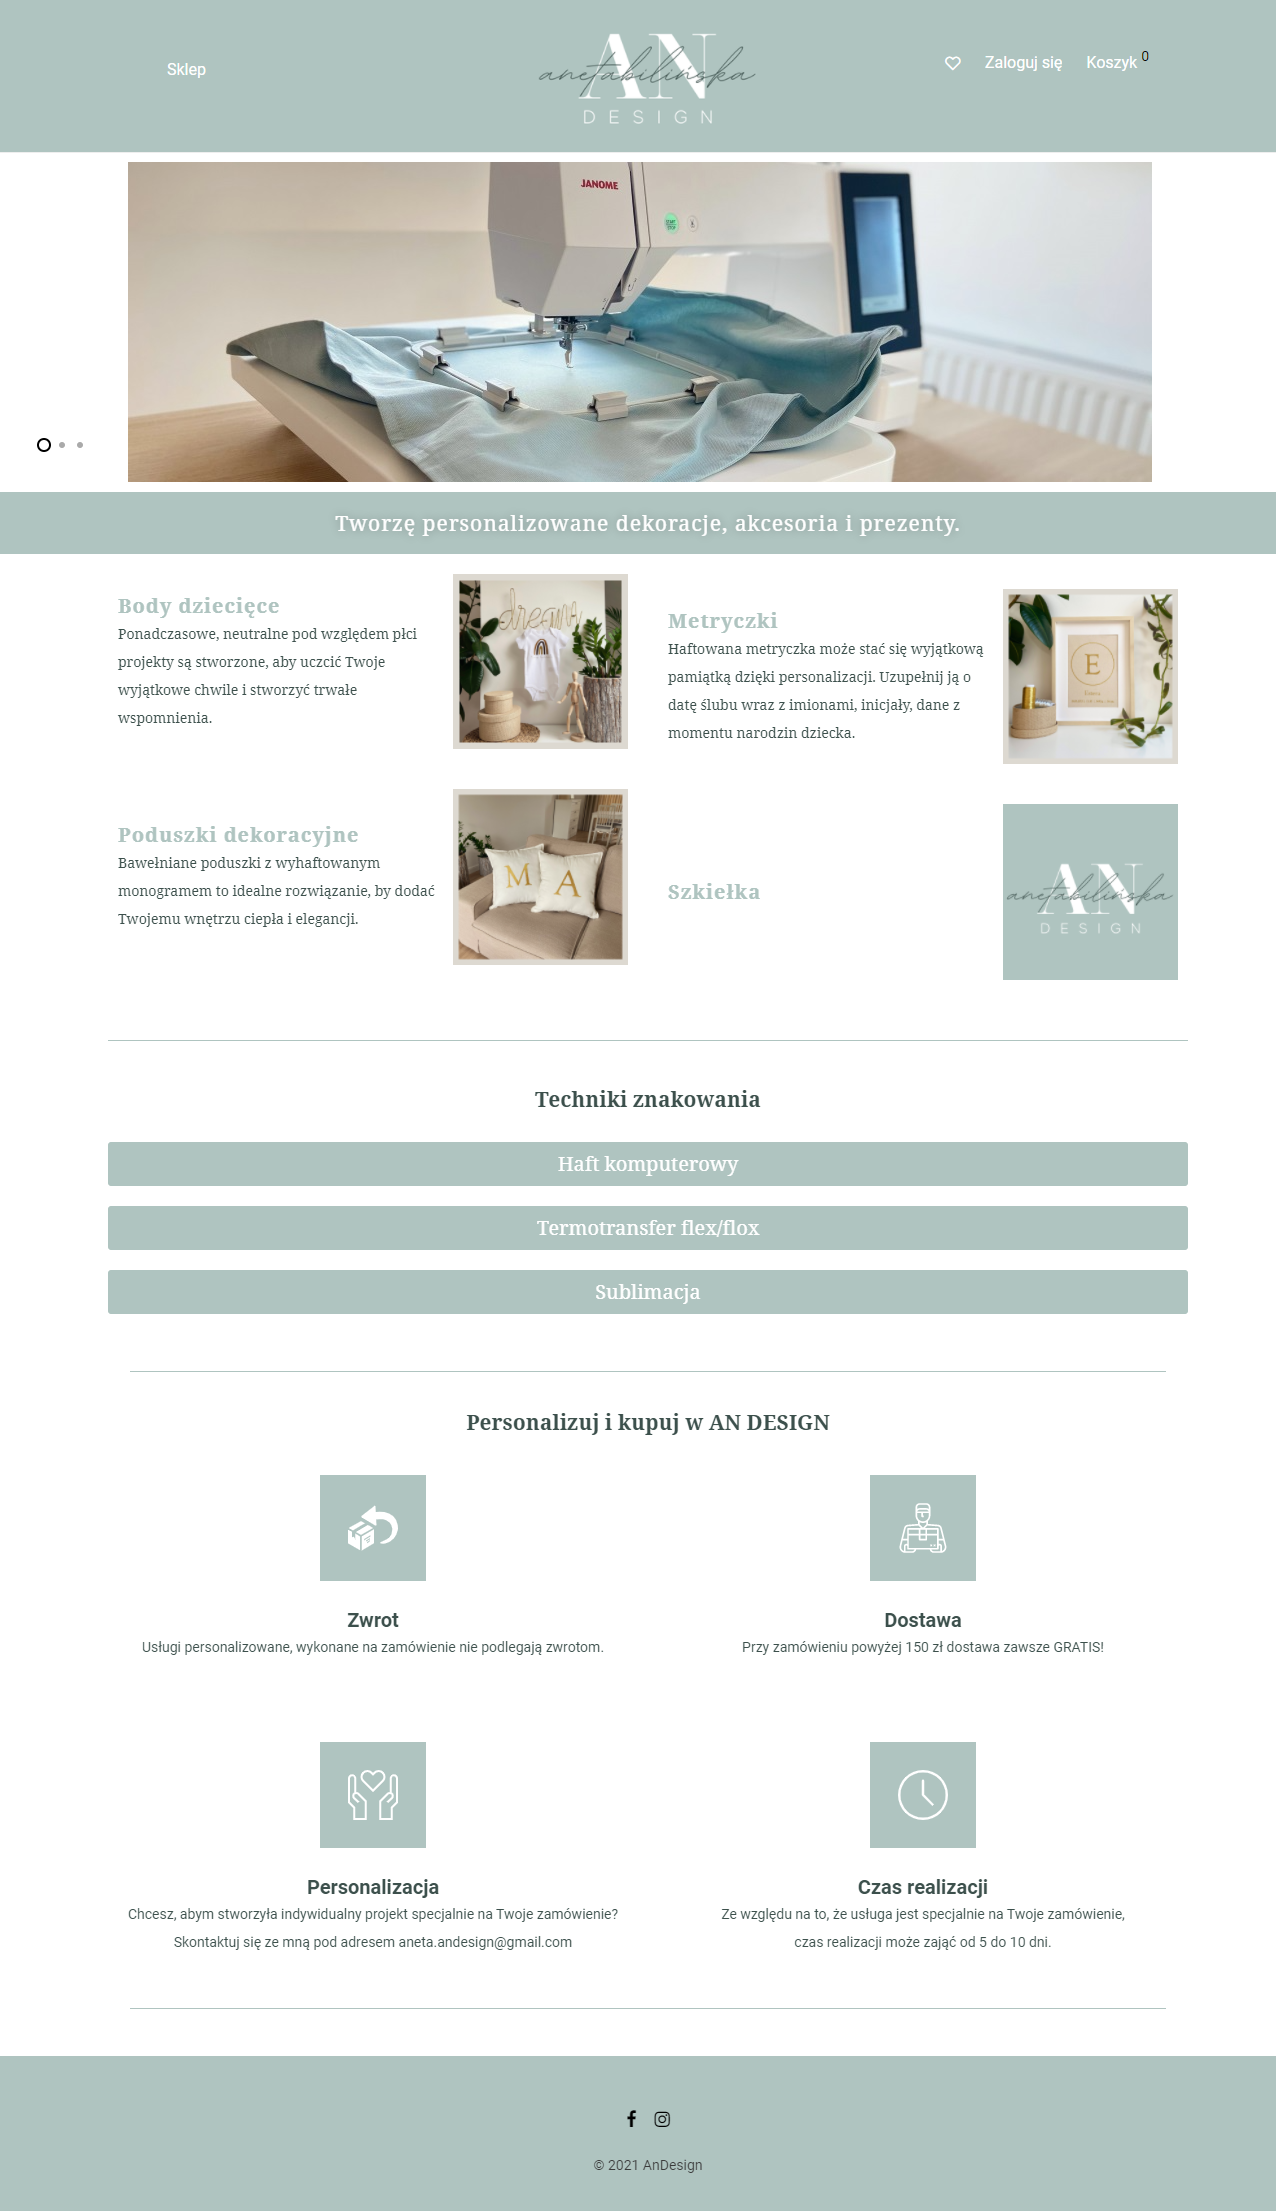 Sklep
AN
anetabilińska
DESIGN
Zaloguj się
Koszyk 0
JANOME
START
STOP
Tworzę personalizowane dekoracje, akcesoria i prezenty.
Body dziecięce
Ponadczasowe, neutralne pod względem płci
projekty są stworzone, aby uczcić Twoje
wyjątkowe chwile i stworzyć trwałe
wspomnienia.
dream
Metryczki
Haftowana metryczka może stać się wyjątkową
pamiątką dzięki personalizacji. Uzupełnij ją o
datę ślubu wraz z imionami, inicjały, dane z
momentu narodzin dziecka.
E
Poduszki dekoracyjne
Bawełniane poduszki z wyhaftowanym
monogramem to idealne rozwiązanie, by dodać
Twojemu wnętrzu ciepła i elegancji.
M A
Szkiełka
AN
anetabilińska
DESIGN
Techniki znakowania
Haft komputerowy
Termotransfer flex/flox
Sublimacja
Personalizuj i kupuj w AN DESIGN
Zwrot
Usługi personalizowane, wykonane na zamówienie nie podlegają zwrotom.
Dostawa
Przy zamówieniu powyżej 150 zł dostawa zawsze GRATIS!
Personalizacja
Chcesz, abym stworzyła indywidualny projekt specjalnie na Twoje zamówienie?
Skontaktuj się ze mną pod adresem aneta.andesign@gmail.com
Czas realizacji
Ze względu na to, że usługa jest specjalnie na Twoje zamówienie,
czas realizacji może zająć od 5 do 10 dni.
© 2021 AnDesign